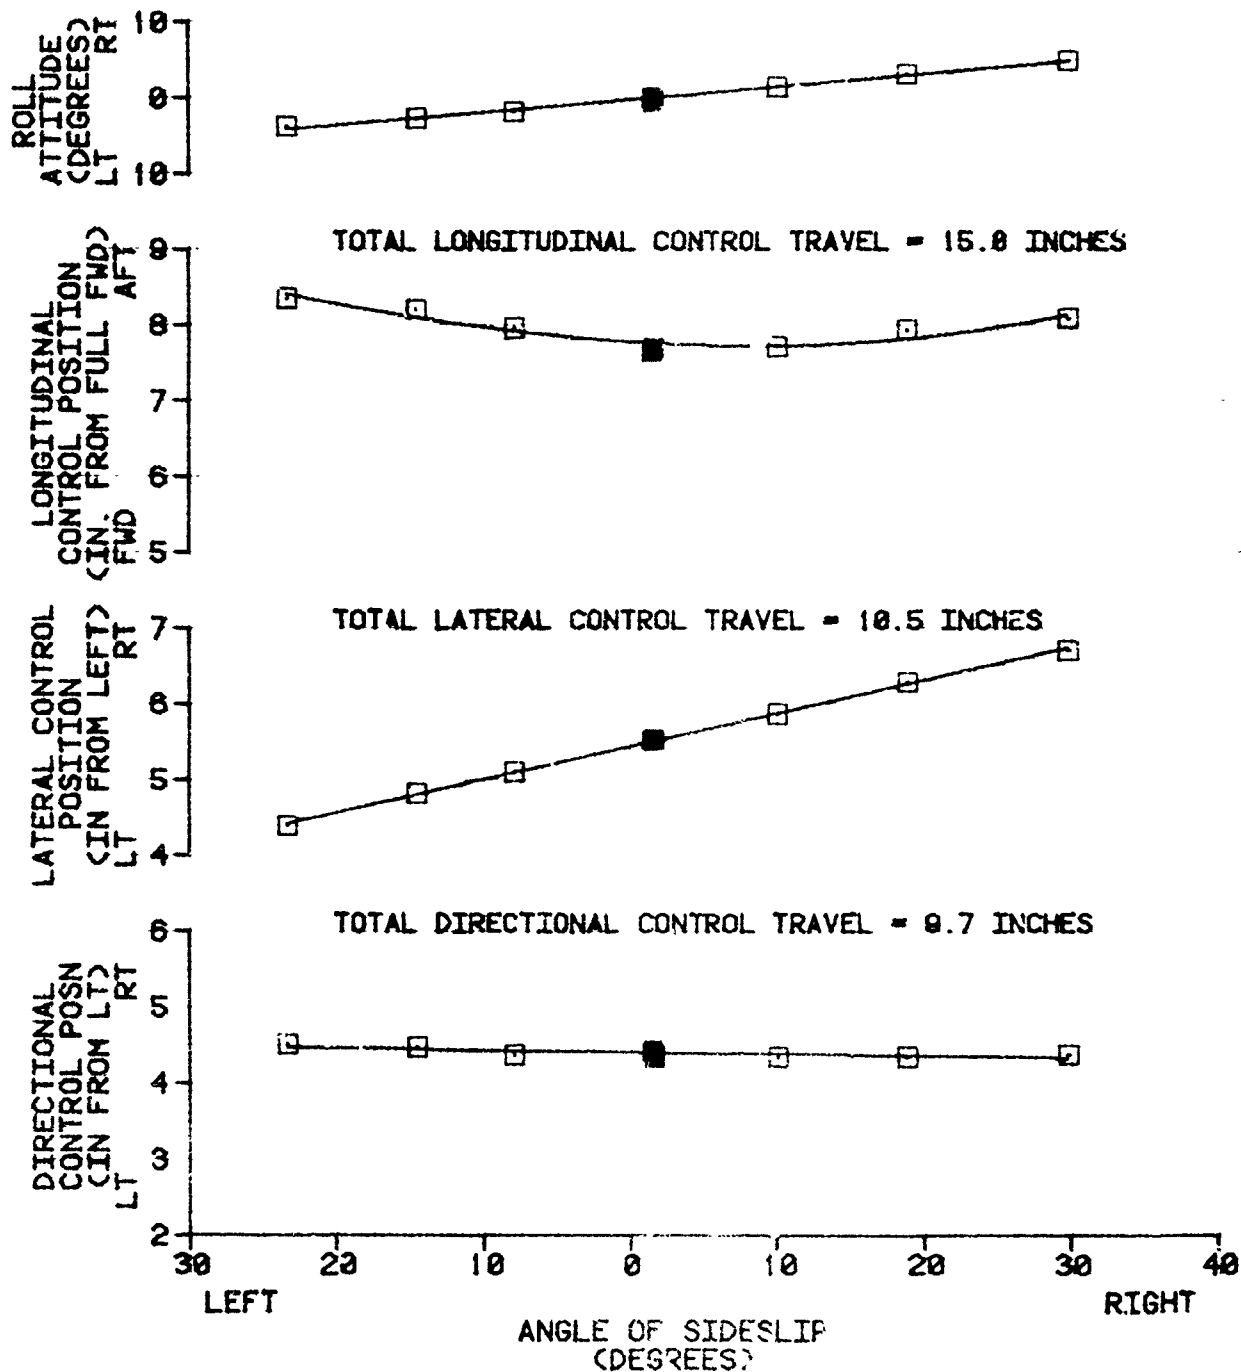 ROLL
ATTITUDE
(DEGREES)
LT RT
10
0
10
TOTAL LONGITUDINAL CONTROL TRAVEL = 15.0 INCHES
LONGITUDINAL
CONTROL POSITION
(IN. FROM FULL FWD)
FWD AFT
9
8
7
6
5
TOTAL LATERAL CONTROL TRAVEL = 10.5 INCHES
LATERAL CONTROL
POSITION
(IN FROM LEFT)
LT RT
7
6
5
4
TOTAL DIRECTIONAL CONTROL TRAVEL = 9.7 INCHES
DIRECTIONAL
CONTROL POSN
(IN FROM LT)
LT RT
6
5
4
3
2
30 20 10 0 10 20 30 40
LEFT RIGHT
ANGLE OF SIDESLIP
(DEGREES)